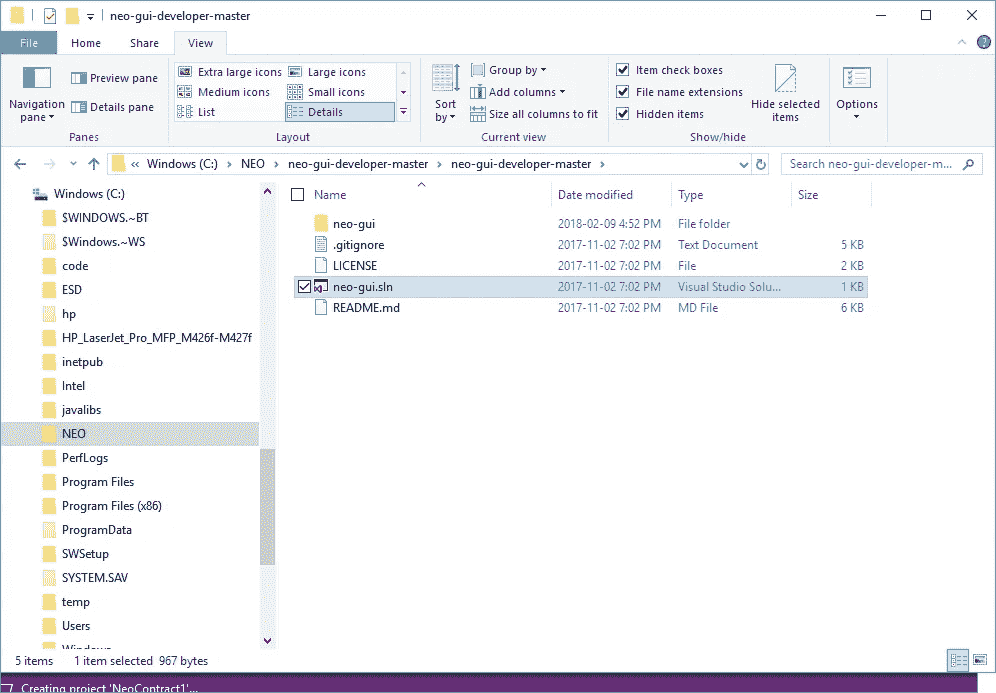 neo-gui-developer-master
File Home Share View
Navigation pane
Preview pane
Details pane
Panes
Extra large icons Large icons
Medium icons Small icons
List Details
Layout
Sort by
Group by
Add columns
Size all columns to fit
Current view
Item check boxes
File name extensions
Hidden items
Hide selected items
Show/hide
Options
« Windows (C:) › NEO › neo-gui-developer-master › neo-gui-developer-master ›
Search neo-gui-developer-m...
Windows (C:)
$WINDOWS.~BT
$Windows.~WS
code
ESD
hp
HP_LaserJet_Pro_MFP_M426f-M427f
inetpub
Intel
javalibs
NEO
PerfLogs
Program Files
Program Files (x86)
ProgramData
SWSetup
SYSTEM.SAV
temp
Users
Windows
Name Date modified Type Size
neo-gui 2018-02-09 4:52 PM File folder
.gitignore 2017-11-02 7:02 PM Text Document 5 KB
LICENSE 2017-11-02 7:02 PM File 2 KB
neo-gui.sln 2017-11-02 7:02 PM Visual Studio Solu... 1 KB
README.md 2017-11-02 7:02 PM MD File 6 KB
5 items 1 item selected 967 bytes
Creating project 'NeoContract1'...